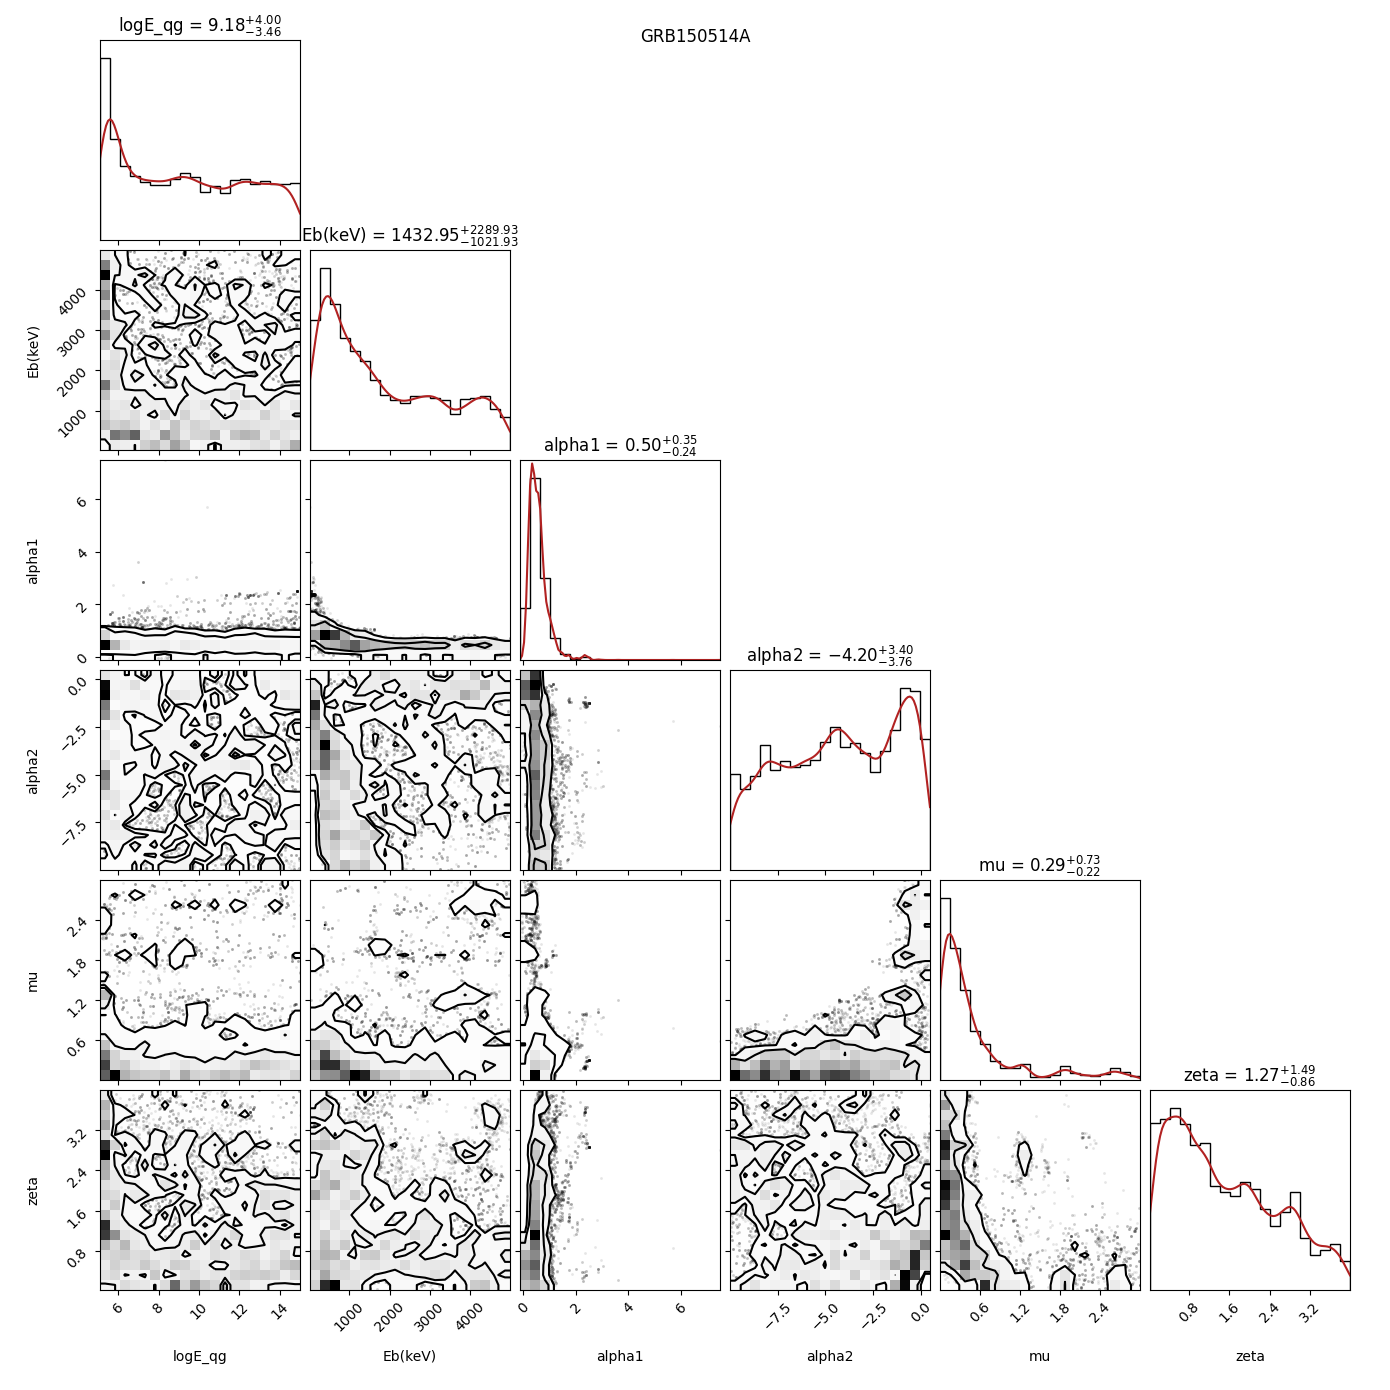 logE_qg = 9.18+4.00−3.46
GRB150514A
Eb(keV) = 1432.95+2289.93−1021.93
Eb(keV)
4000
3000
2000
1000
alpha1 = 0.50+0.35−0.24
alpha1
6
4
2
0
alpha2 = −4.20+3.40−3.76
alpha2
0.0
−2.5
−5.0
−7.5
mu = 0.29+0.73−0.22
mu
2.4
1.8
1.2
0.6
zeta = 1.27+1.49−0.86
zeta
3.2
2.4
1.6
0.8
6 8 10 12 14
1000 2000 3000 4000
0 2 4 6
−7.5 −5.0 −2.5 0.0
0.6 1.2 1.8 2.4
0.8 1.6 2.4 3.2
logE_qg Eb(keV) alpha1 alpha2 mu zeta